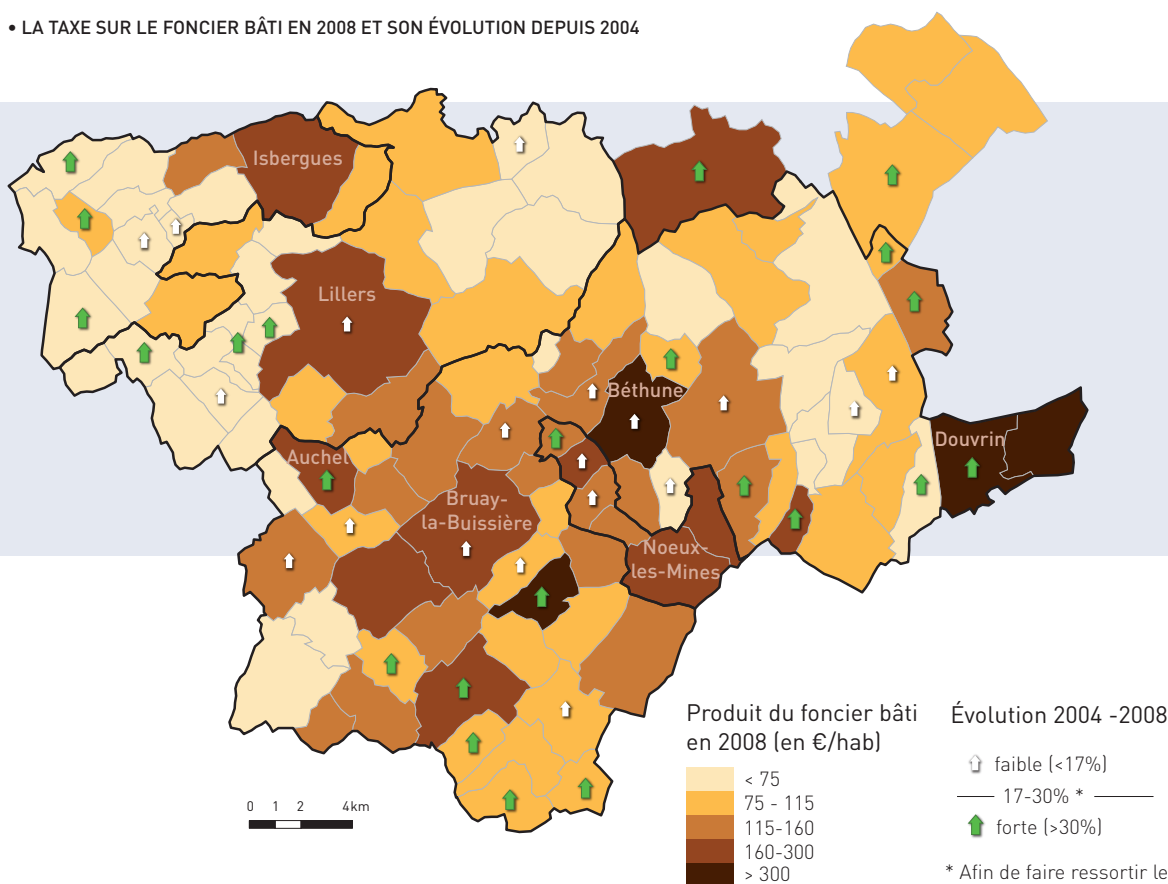 • LA TAXE SUR LE FONCIER BÂTI EN 2008 ET SON ÉVOLUTION DEPUIS 2004
Isbergues
Lillers
Béthune
Auchel
Bruay-
la-Buissière
Douvrin
Noeux-
les-Mines
Produit du foncier bâti
en 2008 (en €/hab)
< 75
75 - 115
115-160
160-300
> 300
Évolution 2004 -2008
faible (<17%)
17-30% *
forte (>30%)
* Afin de faire ressortir le
0 1 2 4km